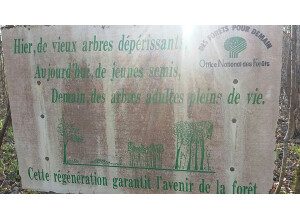 DES FORÊTS POUR DEMAIN
Office National des Forêts
Hier, de vieux arbres dépérissants.
Aujourd'hui, de jeunes semis.
Demain, des arbres adultes pleins de vie.
Cette régénération garantit l'avenir de la forêt